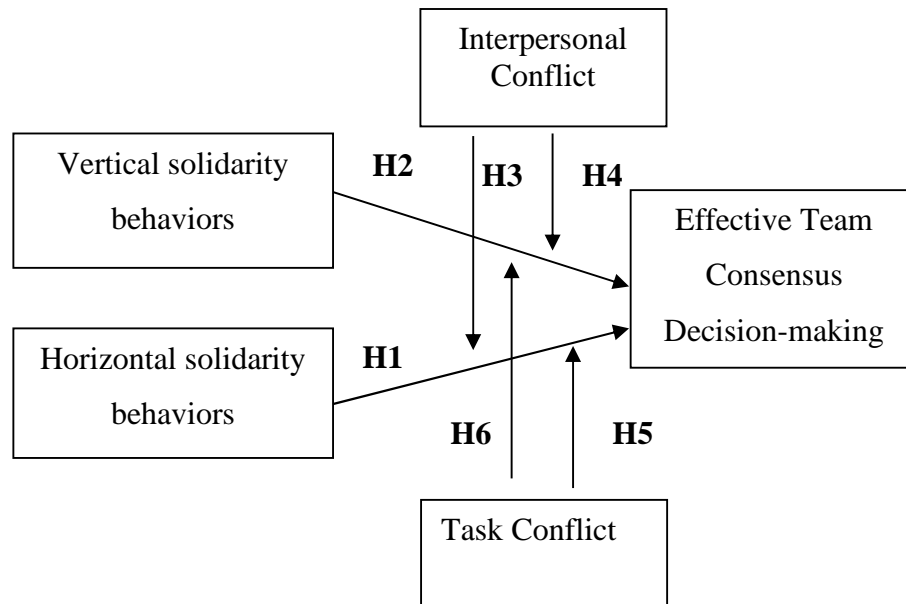 Interpersonal
Conflict
Vertical solidarity
behaviors
H2
H3
H4
Effective Team
Consensus
Decision-making
Horizontal solidarity
behaviors
H1
H6
H5
Task Conflict